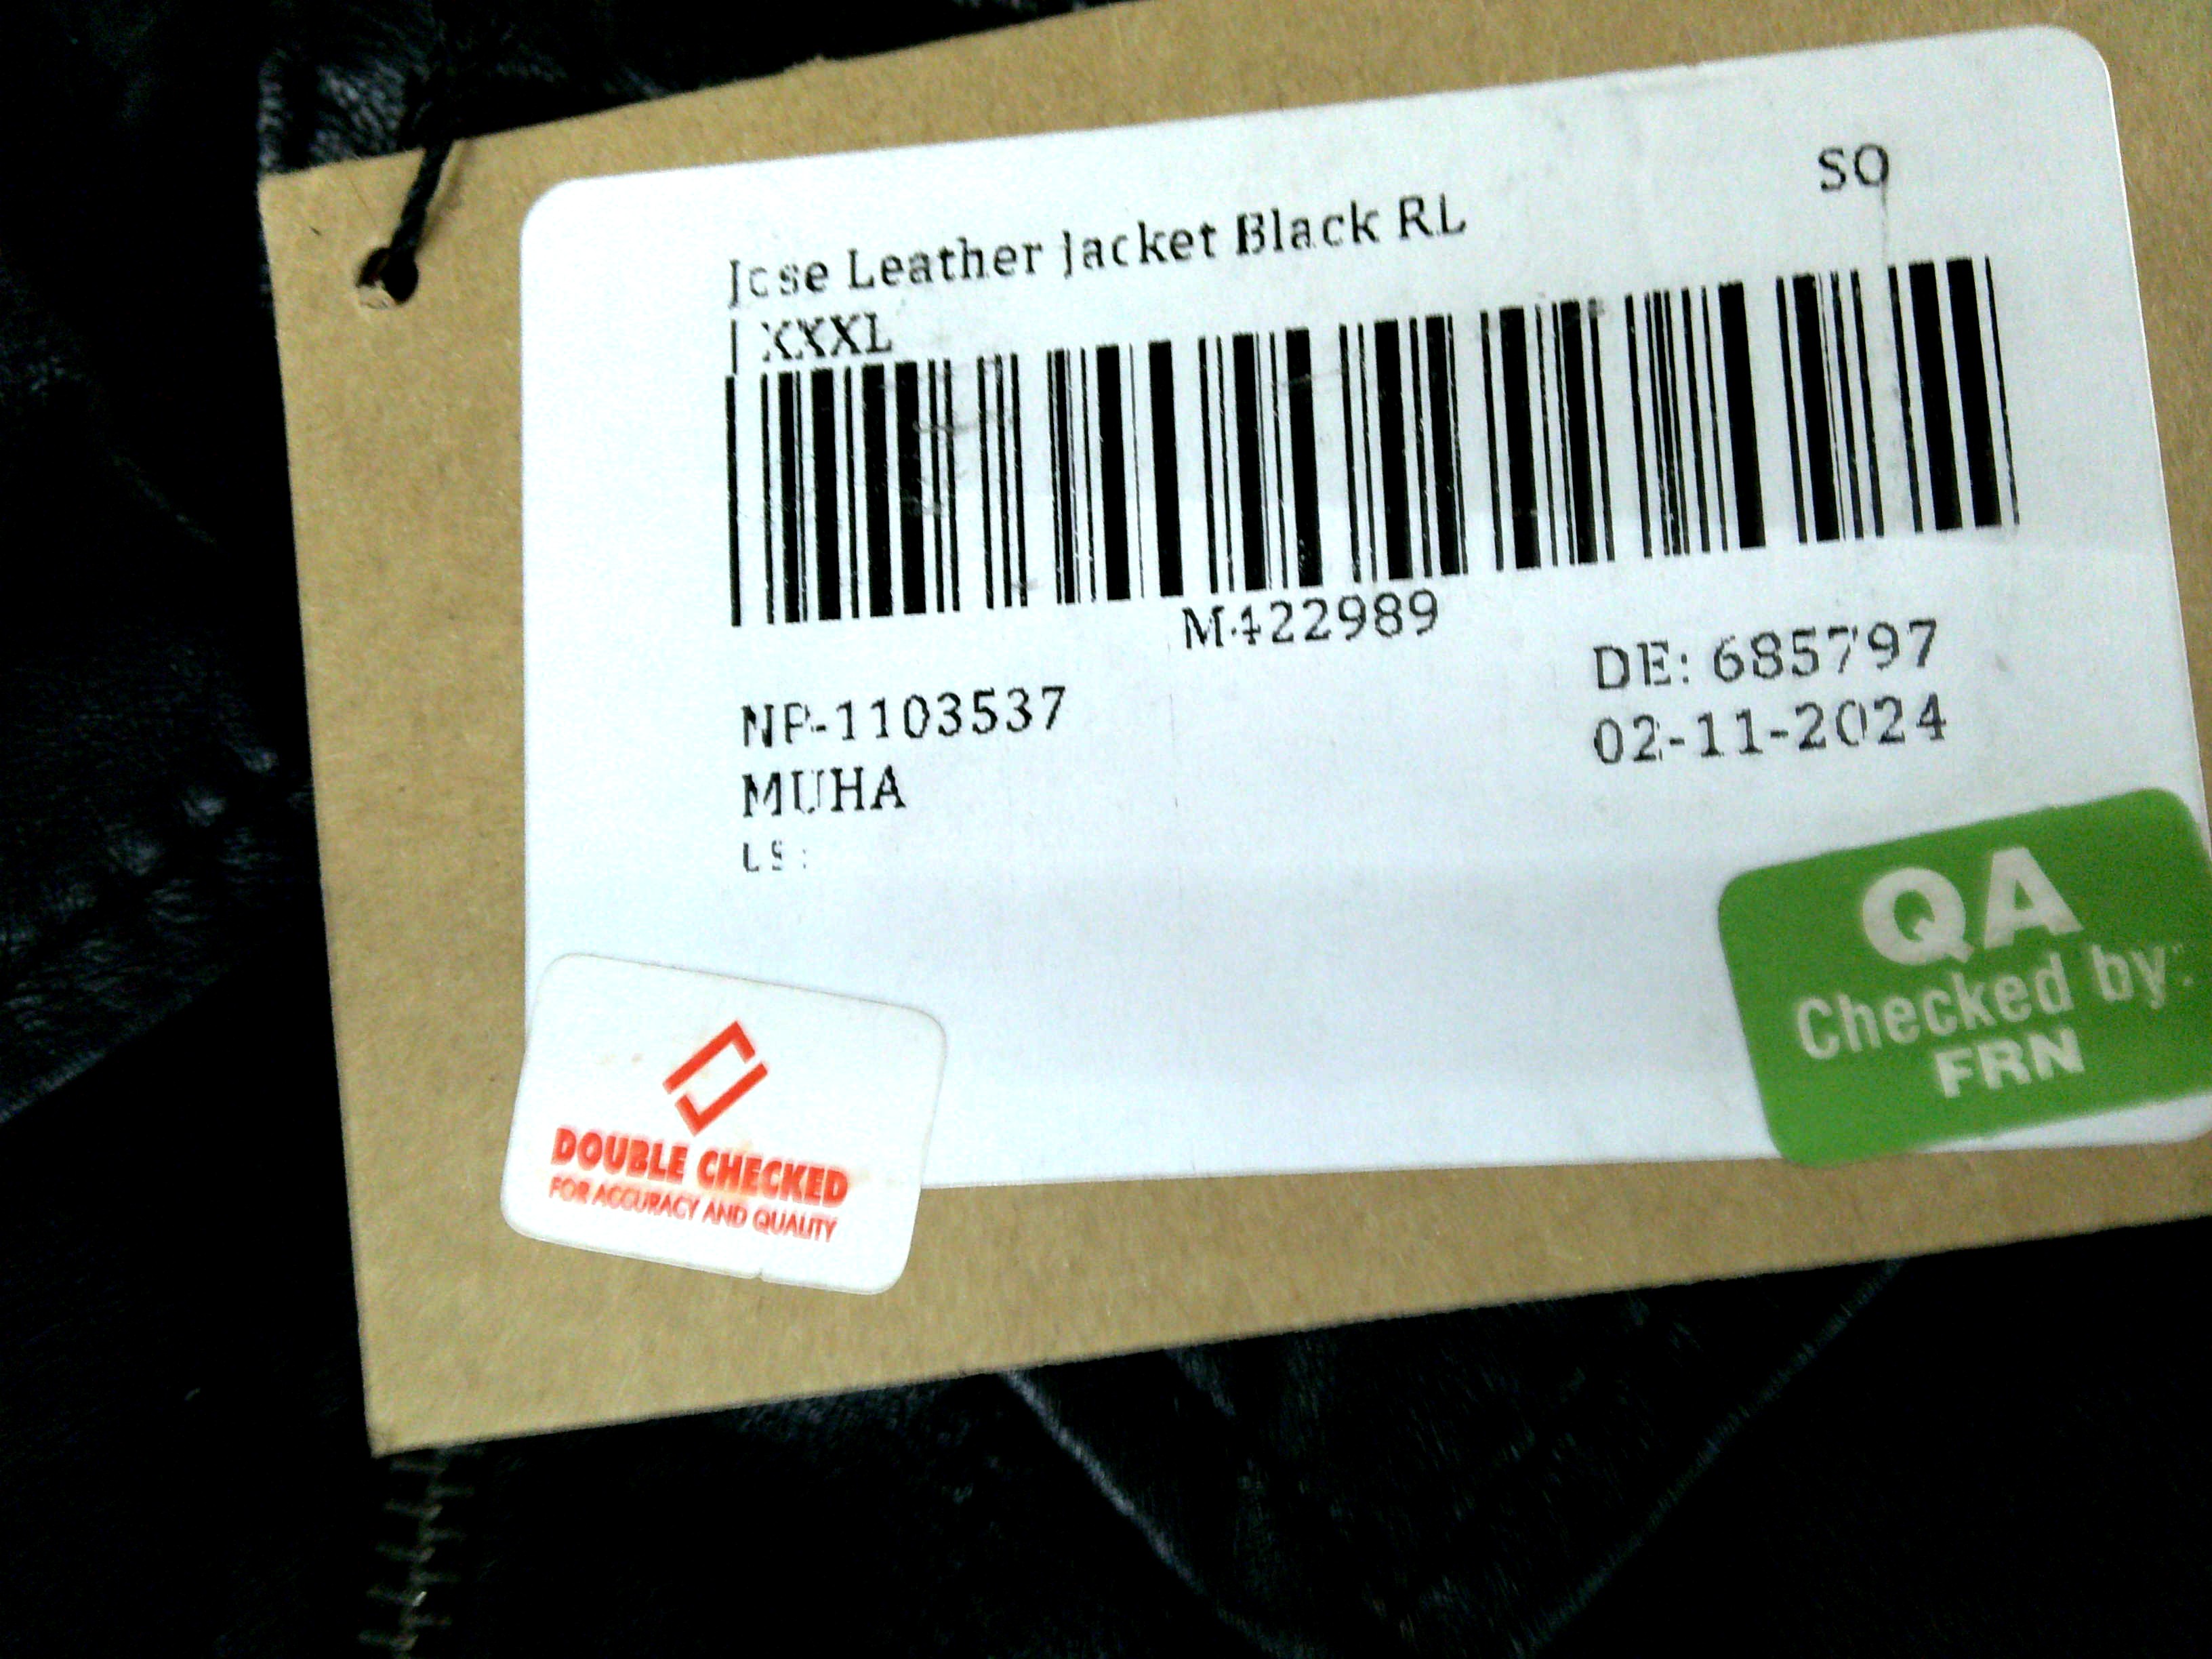 SO
Jose Leather Jacket Black RL
| XXXL
M422989
DE: 685797
NP-1103537
02-11-2024
MUHA
LS:
QA
Checked by:
FRN
DOUBLE CHECKED
FOR ACCURACY AND QUALITY